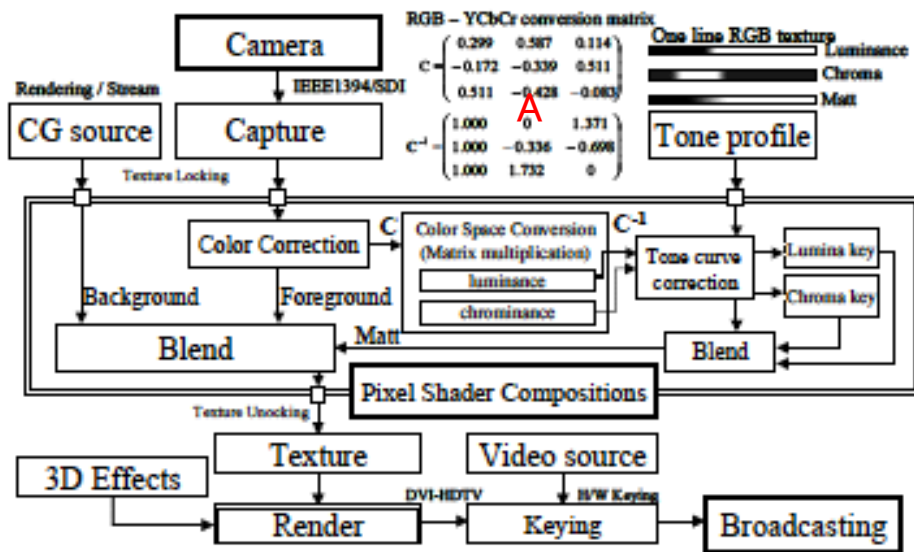 RGB – YCbCr conversion matrix
0.299 0.587 0.114
C = -0.172 -0.339 0.511
0.511 -0.428 -0.083
A
1.000 0 1.371
C⁻¹ = 1.000 -0.336 -0.698
1.000 1.732 0
One line RGB texture
Luminance
Chroma
Matt
Camera
IEEE1394/SDI
Rendering / Stream
CG source
Capture
Tone profile
Texture Locking
Color Correction
C
Color Space Conversion
(Matrix multiplication)
luminance
chrominance
C⁻¹
Tone curve
correction
Lumina key
Chroma key
Background
Foreground
Blend
Matt
Blend
Pixel Shader Compositions
Texture Unocking
Texture
Video source
3D Effects
DVI-HDTV
H/W Keying
Render
Keying
Broadcasting